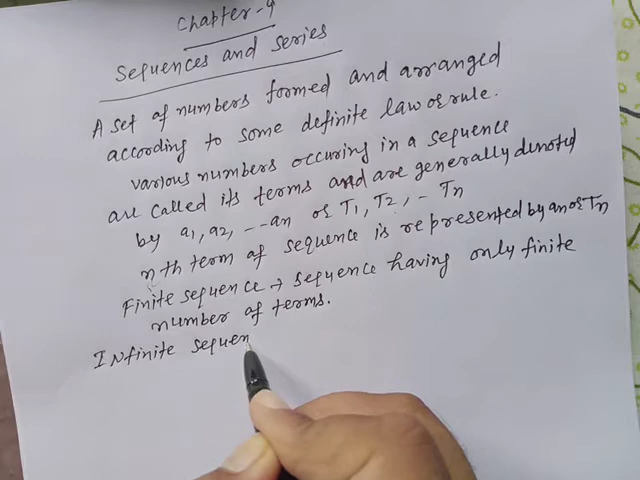 Chapter-4
Sequences and series
A set of numbers formed and arranged
according to some definite law or rule.
various numbers occuring in a sequence
are called its terms and are generally denoted
by a1, a2, --an or T1, T2, - Tn
nth term of sequence is represented by an or Tn
Finite sequence → sequence having only finite
number of terms.
INfinite sequen